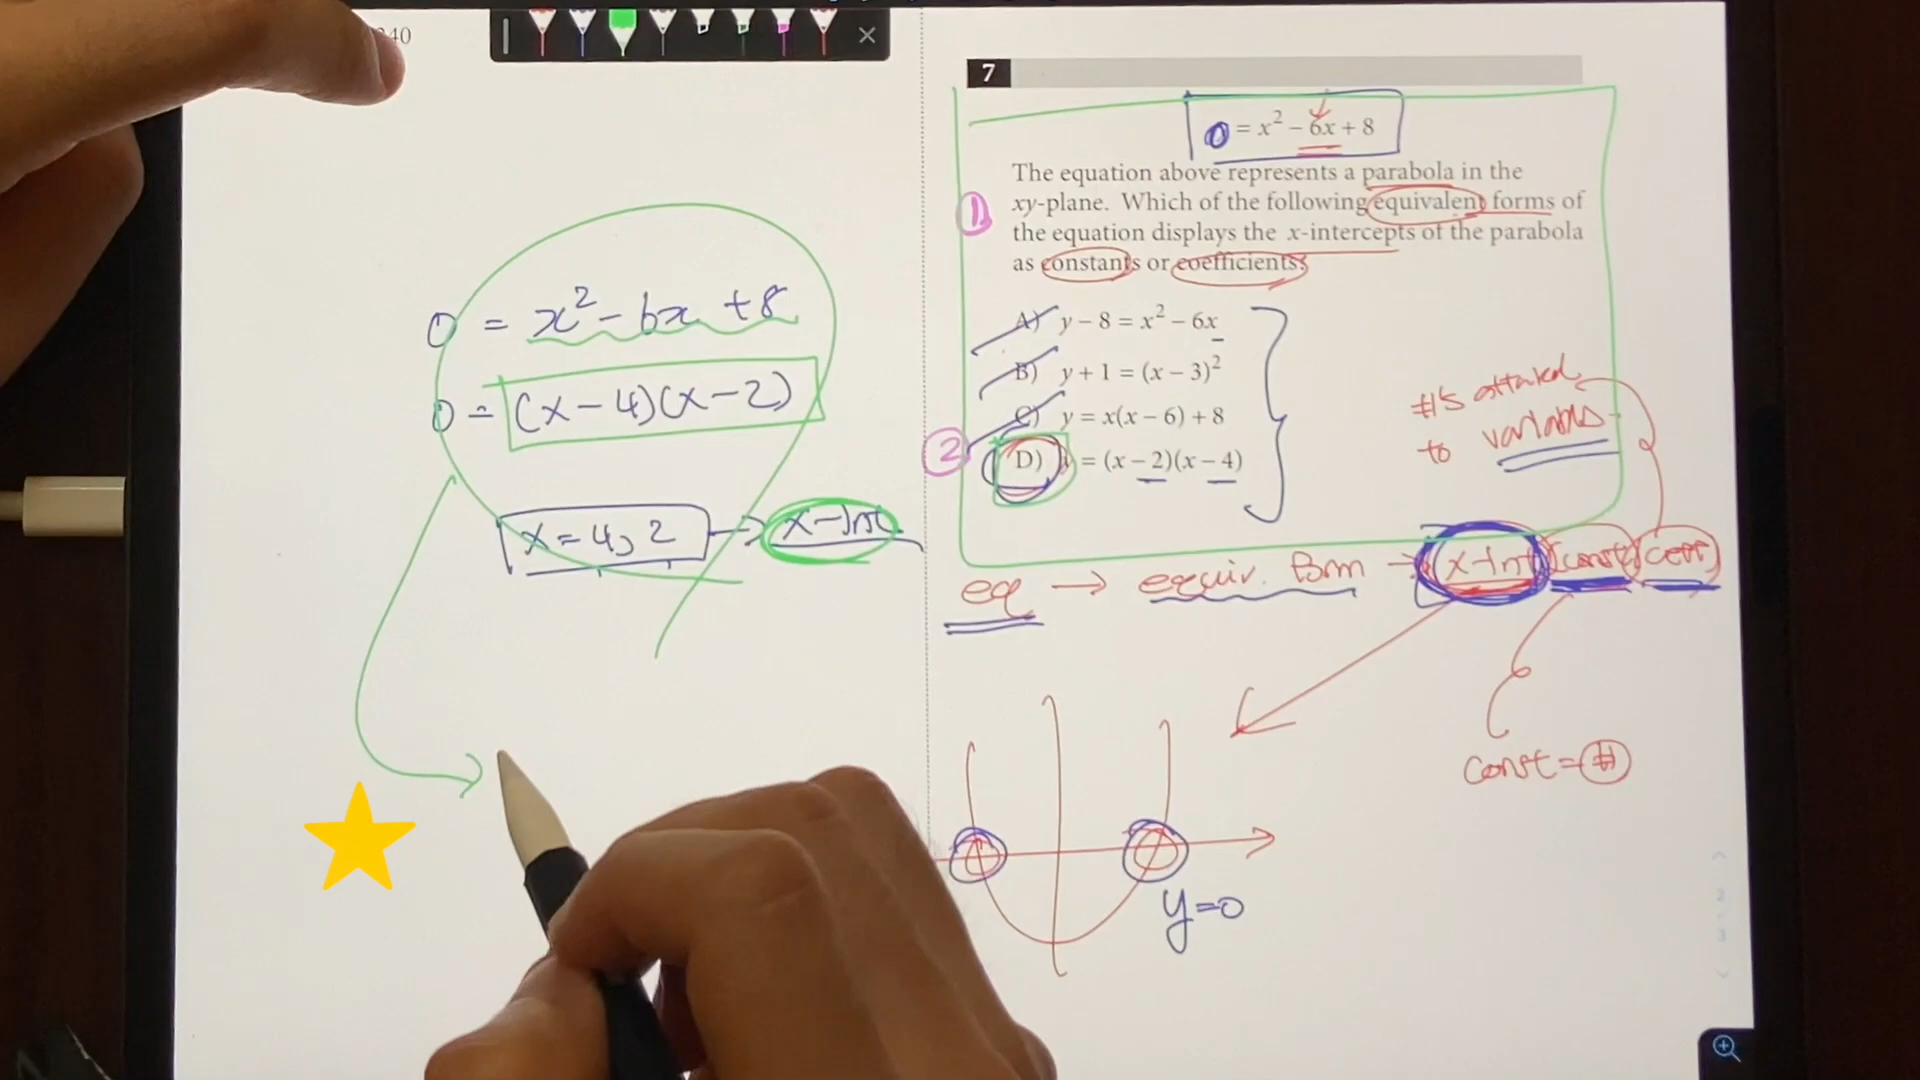 40
0 = x² - 6x + 8
0 = (x-4)(x-2)
x = 4, 2 → x-Int
7
0 = x² − 6x + 8
1.
The equation above represents a parabola in the
xy-plane. Which of the following equivalent forms of
the equation displays the x-intercepts of the parabola
as constants or coefficients?
A) y − 8 = x² − 6x
B) y + 1 = (x − 3)²
C) y = x(x − 6) + 8
2
D) y = (x − 2)(x − 4)
#'s attached
to variables
eq → equiv. form → x-Int const coeff
const = #
y=0